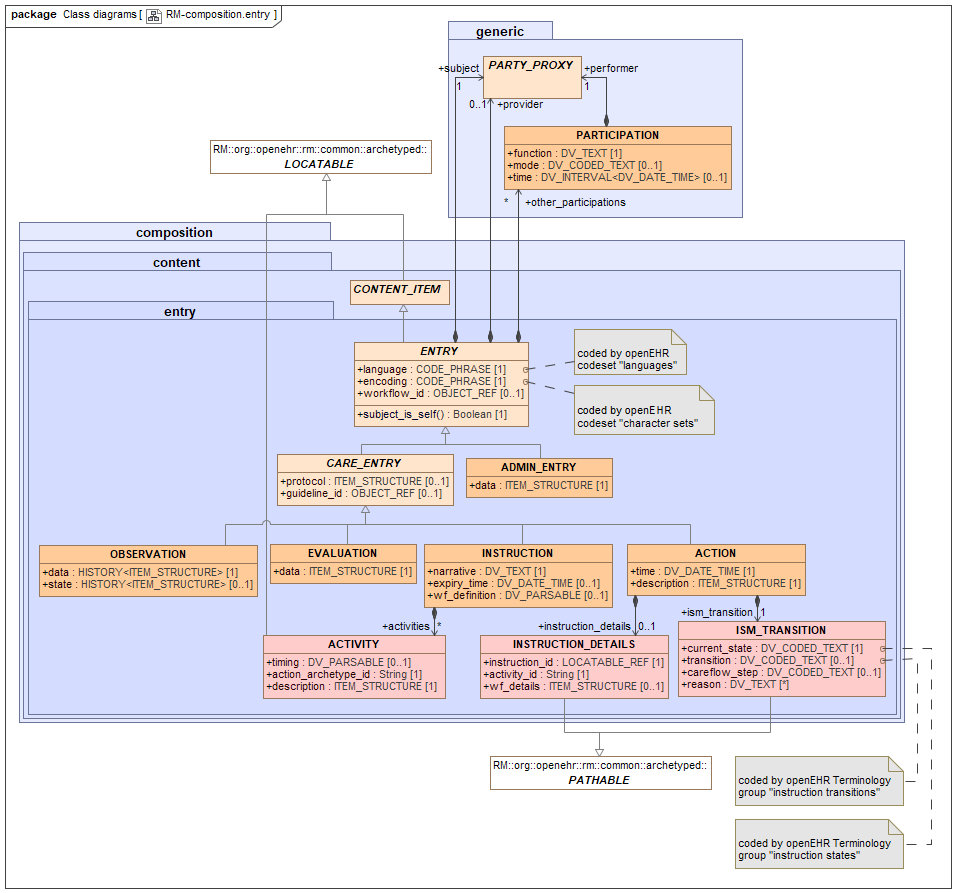 package Class diagrams [ RM-composition.entry ]
generic
+subject
PARTY_PROXY
+performer
1
1
0..1
+provider
PARTICIPATION
+function : DV_TEXT [1]
+mode : DV_CODED_TEXT [0..1]
+time : DV_INTERVAL<DV_DATE_TIME> [0..1]
*
+other_participations
RM::org::openehr::rm::common::archetyped::
LOCATABLE
composition
content
CONTENT_ITEM
entry
ENTRY
+language : CODE_PHRASE [1]
+encoding : CODE_PHRASE [1]
+workflow_id : OBJECT_REF [0..1]
+subject_is_self() : Boolean [1]
coded by openEHR
codeset "languages"
coded by openEHR
codeset "character sets"
CARE_ENTRY
+protocol : ITEM_STRUCTURE [0..1]
+guideline_id : OBJECT_REF [0..1]
ADMIN_ENTRY
+data : ITEM_STRUCTURE [1]
OBSERVATION
+data : HISTORY<ITEM_STRUCTURE> [1]
+state : HISTORY<ITEM_STRUCTURE> [0..1]
EVALUATION
+data : ITEM_STRUCTURE [1]
INSTRUCTION
+narrative : DV_TEXT [1]
+expiry_time : DV_DATE_TIME [0..1]
+wf_definition : DV_PARSABLE [0..1]
ACTION
+time : DV_DATE_TIME [1]
+description : ITEM_STRUCTURE [1]
+activities
*
+instruction_details
0..1
+ism_transition
1
ACTIVITY
+timing : DV_PARSABLE [0..1]
+action_archetype_id : String [1]
+description : ITEM_STRUCTURE [1]
INSTRUCTION_DETAILS
+instruction_id : LOCATABLE_REF [1]
+activity_id : String [1]
+wf_details : ITEM_STRUCTURE [0..1]
ISM_TRANSITION
+current_state : DV_CODED_TEXT [1]
+transition : DV_CODED_TEXT [0..1]
+careflow_step : DV_CODED_TEXT [0..1]
+reason : DV_TEXT [*]
RM::org::openehr::rm::common::archetyped::
PATHABLE
coded by openEHR Terminology
group "instruction transitions"
coded by openEHR Terminology
group "instruction states"